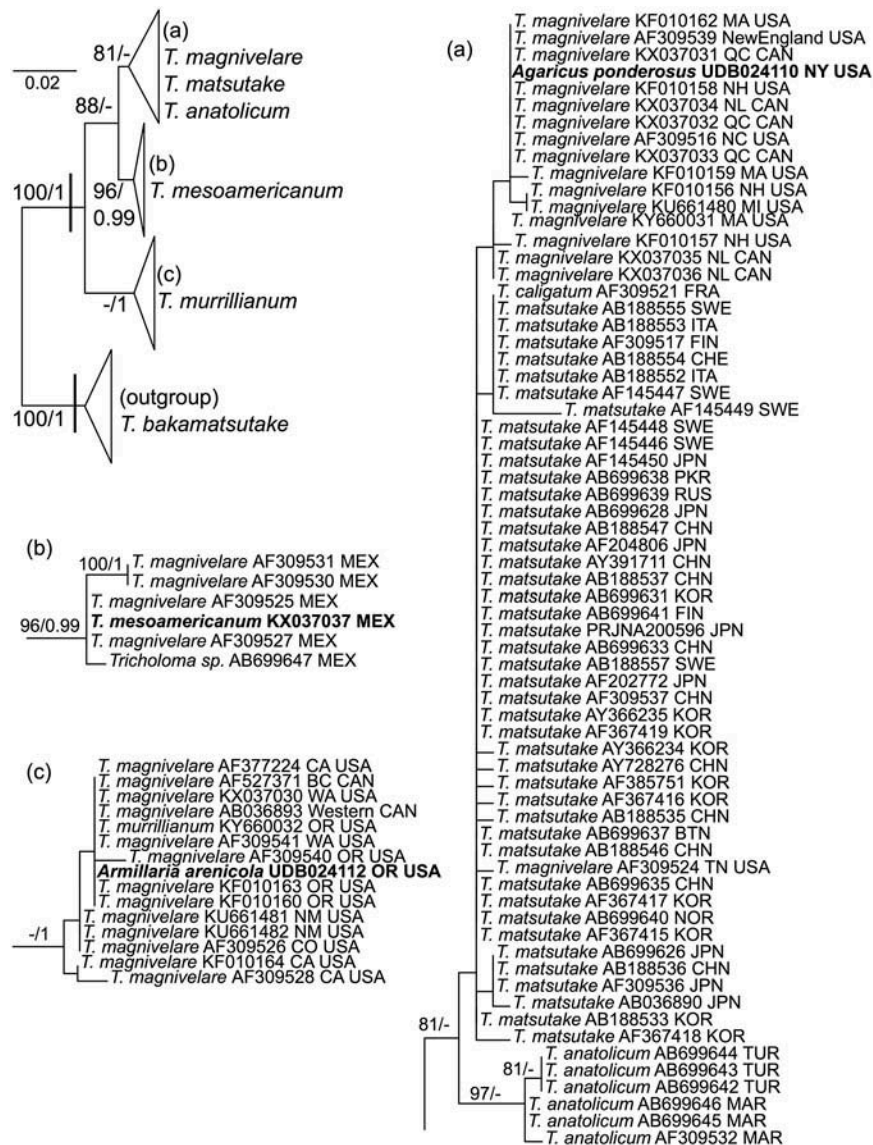 (a)
81/-
T. magnivelare
T. matsutake
T. anatolicum
0.02
88/-
(b)
T. mesoamericanum
100/1
96/
0.99
(c)
T. murrillianum
-/1
(outgroup)
T. bakamatsutake
100/1
(b)
100/1
T. magnivelare AF309531 MEX
T. magnivelare AF309530 MEX
T. magnivelare AF309525 MEX
T. mesoamericanum KX037037 MEX
96/0.99
T. magnivelare AF309527 MEX
Tricholoma sp. AB699647 MEX
(c)
T. magnivelare AF377224 CA USA
T. magnivelare AF527371 BC CAN
T. magnivelare KX037030 WA USA
T. magnivelare AB036893 Western CAN
T. murrillianum KY660032 OR USA
T. magnivelare AF309541 WA USA
T. magnivelare AF309540 OR USA
Armillaria arenicola UDB024112 OR USA
T. magnivelare KF010163 OR USA
T. magnivelare KF010160 OR USA
T. magnivelare KU661481 NM USA
T. magnivelare KU661482 NM USA
-/1
T. magnivelare AF309526 CO USA
T. magnivelare KF010164 CA USA
T. magnivelare AF309528 CA USA
(a)
T. magnivelare KF010162 MA USA
T. magnivelare AF309539 NewEngland USA
T. magnivelare KX037031 QC CAN
Agaricus ponderosus UDB024110 NY USA
T. magnivelare KF010158 NH USA
T. magnivelare KX037034 NL CAN
T. magnivelare KX037032 QC CAN
T. magnivelare AF309516 NC USA
T. magnivelare KX037033 QC CAN
T. magnivelare KF010159 MA USA
T. magnivelare KF010156 NH USA
T. magnivelare KU661480 MI USA
T. magnivelare KY660031 MA USA
T. magnivelare KF010157 NH USA
T. magnivelare KX037035 NL CAN
T. magnivelare KX037036 NL CAN
T. caligatum AF309521 FRA
T. matsutake AB188555 SWE
T. matsutake AB188553 ITA
T. matsutake AF309517 FIN
T. matsutake AB188554 CHE
T. matsutake AB188552 ITA
T. matsutake AF145447 SWE
T. matsutake AF145449 SWE
T. matsutake AF145448 SWE
T. matsutake AF145446 SWE
T. matsutake AF145450 JPN
T. matsutake AB699638 PKR
T. matsutake AB699639 RUS
T. matsutake AB699628 JPN
T. matsutake AB188547 CHN
T. matsutake AF204806 JPN
T. matsutake AY391711 CHN
T. matsutake AB188537 CHN
T. matsutake AB699631 KOR
T. matsutake AB699641 FIN
T. matsutake PRJNA200596 JPN
T. matsutake AB699633 CHN
T. matsutake AB188557 SWE
T. matsutake AF202772 JPN
T. matsutake AF309537 CHN
T. matsutake AY366235 KOR
T. matsutake AF367419 KOR
T. matsutake AY366234 KOR
T. matsutake AY728276 CHN
T. matsutake AF385751 KOR
T. matsutake AF367416 KOR
T. matsutake AB188535 CHN
T. matsutake AB699637 BTN
T. matsutake AB188546 CHN
T. magnivelare AF309524 TN USA
T. matsutake AB699635 CHN
T. matsutake AF367417 KOR
T. matsutake AB699640 NOR
T. matsutake AF367415 KOR
T. matsutake AB699626 JPN
T. matsutake AB188536 CHN
T. matsutake AF309536 JPN
T. matsutake AB036890 JPN
T. matsutake AB188533 KOR
81/-
T. matsutake AF367418 KOR
T. anatolicum AB699644 TUR
81/-
T. anatolicum AB699643 TUR
T. anatolicum AB699642 TUR
97/-
T. anatolicum AB699646 MAR
T. anatolicum AB699645 MAR
T. anatolicum AF309532 MAR